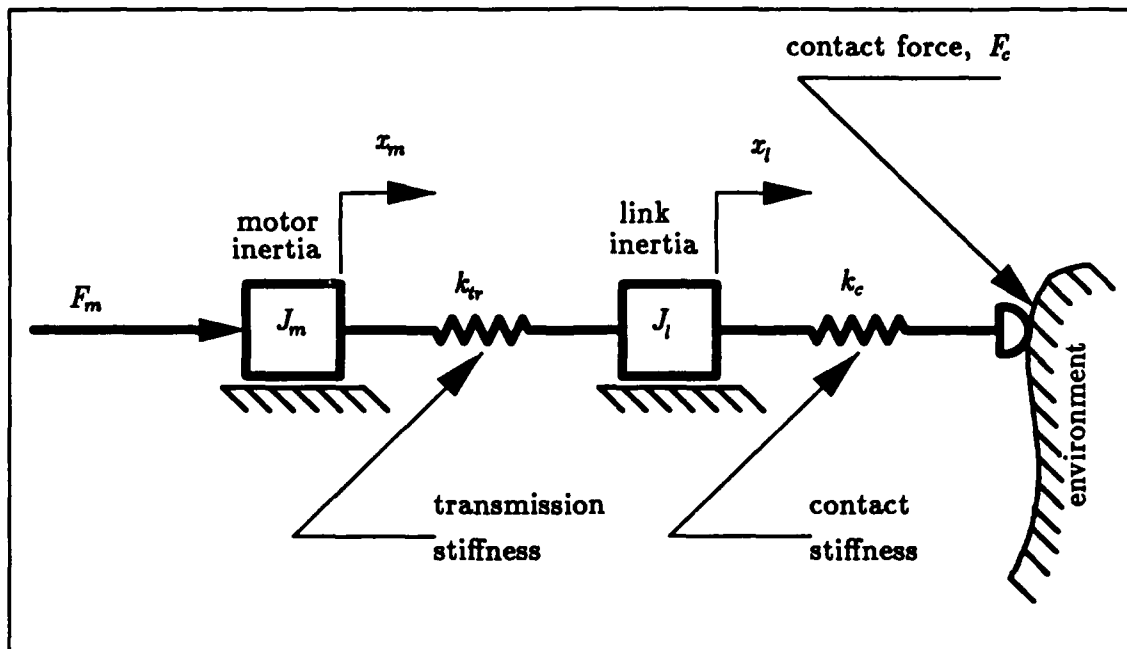 contact force, F_c
x_m
x_l
motor
inertia
link
inertia
F_m
J_m
k_tr
J_l
k_c
environment
transmission
stiffness
contact
stiffness